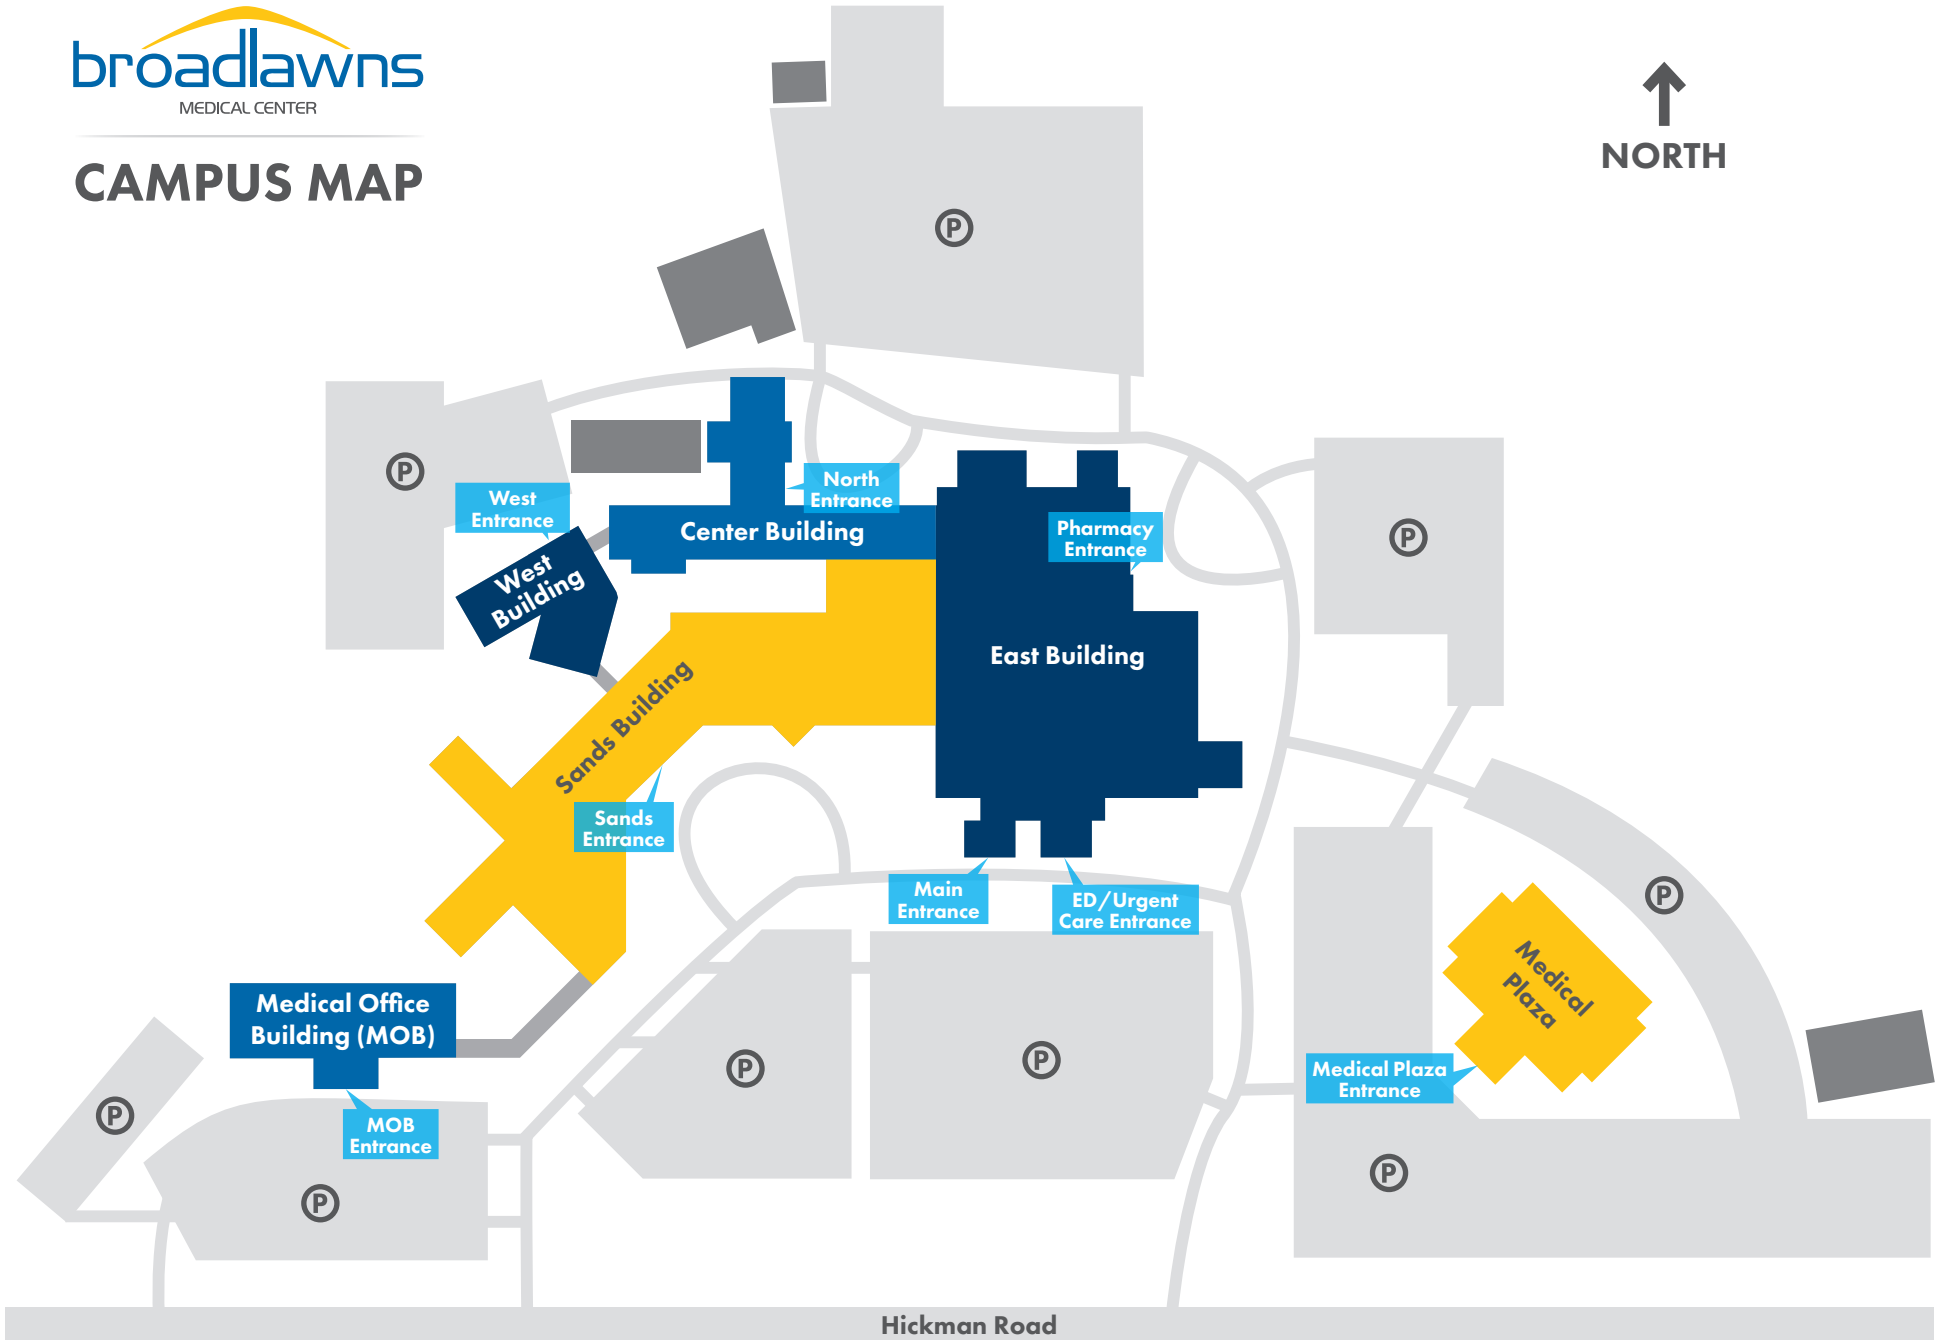 broadlawns
MEDICAL CENTER
CAMPUS MAP
NORTH
P
P
West
Entrance
North
Entrance
Center Building
Pharmacy
Entrance
P
West
Building
East Building
Sands Building
Sands
Entrance
Main
Entrance
ED/Urgent
Care Entrance
P
Medical
Plaza
Medical Office
Building (MOB)
Medical Plaza
Entrance
P
P
P
MOB
Entrance
P
P
Hickman Road